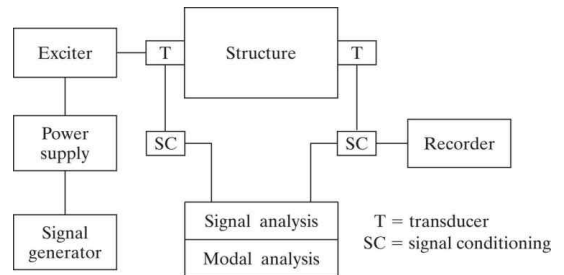 Exciter
T
Structure
T
Power
supply
SC
SC
Recorder
Signal
generator
Signal analysis
Modal analysis
T = transducer
SC = signal conditioning